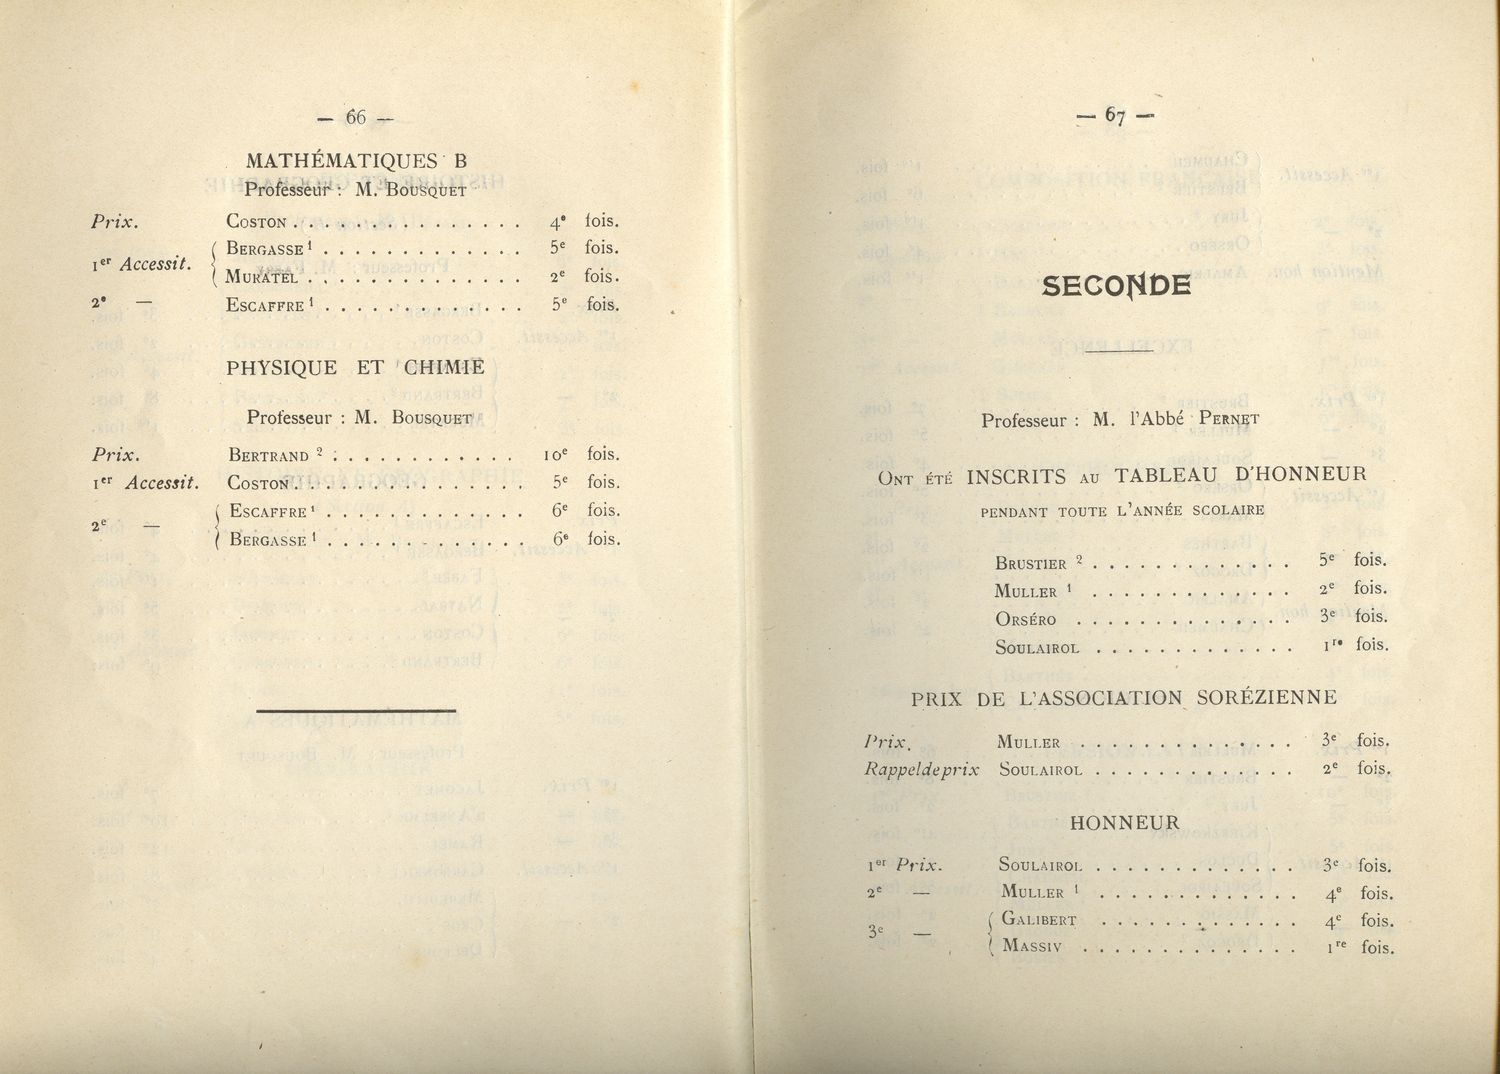 — 66 —
MATHÉMATIQUES B
Professeur : M. BOUSQUET
Prix. COSTON . . . . . . . . . . . . . . . 4e fois.
1er Accessit. { BERGASSE 1 . . . . . . . . . . . . . 5e fois.
{ MURATEL . . . . . . . . . . . . . . 2e fois.
2e — ESCAFFRE 1 . . . . . . . . . . . . . 5e fois.
PHYSIQUE ET CHIMIE
Professeur : M. BOUSQUET
Prix. BERTRAND 2 . . . . . . . . . . . . 10e fois.
1er Accessit. COSTON . . . . . . . . . . . . . . . 5e fois.
2e — { ESCAFFRE 1 . . . . . . . . . . . . . 6e fois.
{ BERGASSE 1 . . . . . . . . . . . . . 6e fois.
— 67 —
SECONDE
Professeur : M. l'Abbé PERNET
ONT ÉTÉ INSCRITS AU TABLEAU D'HONNEUR
PENDANT TOUTE L'ANNÉE SCOLAIRE
BRUSTIER 2 . . . . . . . . . . . . 5e fois.
MULLER 1 . . . . . . . . . . . . 2e fois.
ORSÉRO . . . . . . . . . . . . . 3e fois.
SOULAIROL . . . . . . . . . . . . 1re fois.
PRIX DE L'ASSOCIATION SORÉZIENNE
Prix. MULLER . . . . . . . . . . . . . 3e fois.
Rappel de prix SOULAIROL . . . . . . . . . . . . 2e fois.
HONNEUR
1er Prix. SOULAIROL . . . . . . . . . . . . 3e fois.
2e — MULLER 1 . . . . . . . . . . . . 4e fois.
3e — { GALIBERT . . . . . . . . . . . . 4e fois.
{ MASSIV . . . . . . . . . . . . . 1re fois.